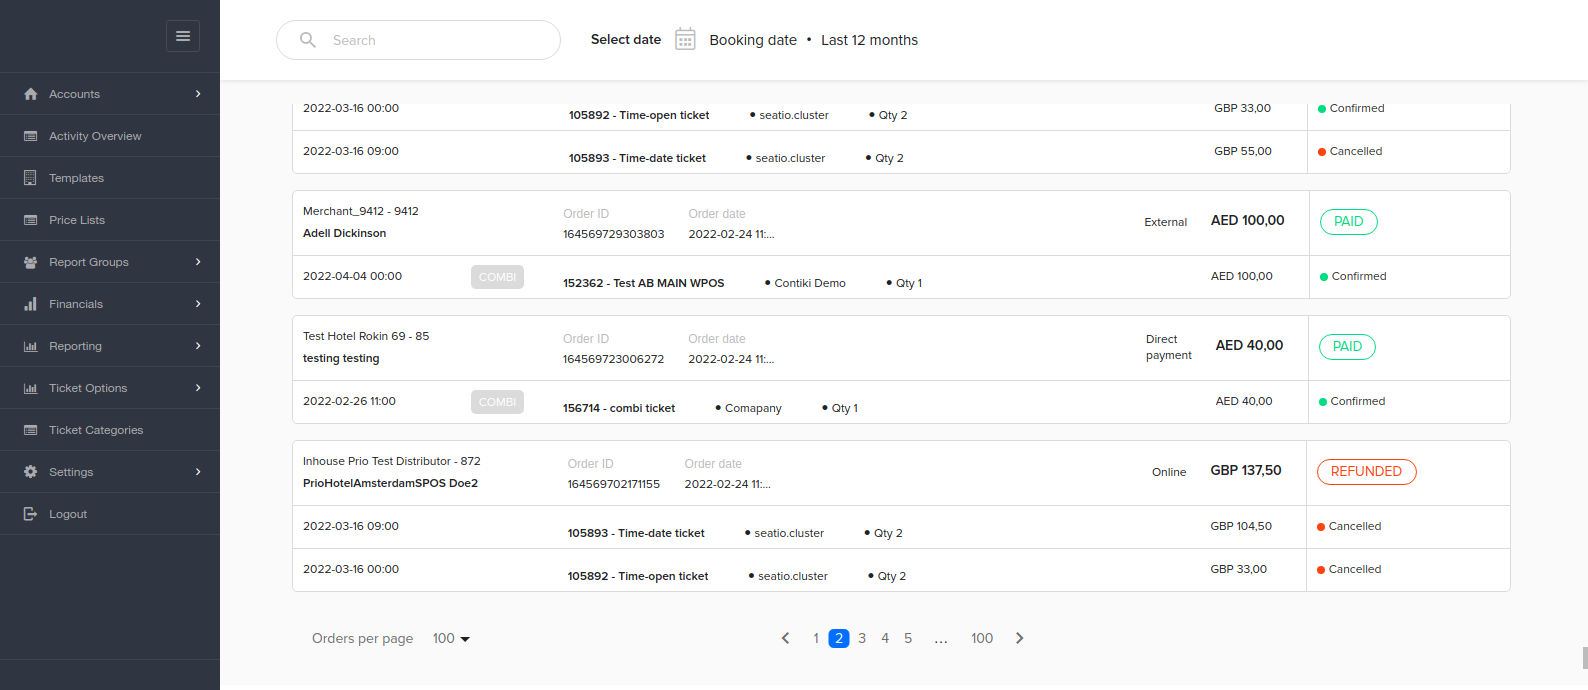 Search
Select date Booking date • Last 12 months
Accounts
Activity Overview
Templates
Price Lists
Report Groups
Financials
Reporting
Ticket Options
Ticket Categories
Settings
Logout
2022-03-16 00:00 105892 - Time-open ticket • seatio.cluster • Qty 2 GBP 33,00 Confirmed
2022-03-16 09:00 105893 - Time-date ticket • seatio.cluster • Qty 2 GBP 55,00 Cancelled
Merchant_9412 - 9412 Order ID Order date External AED 100,00 PAID
Adell Dickinson 164569729303803 2022-02-24 11:...
2022-04-04 00:00 COMBI 152362 - Test AB MAIN WPOS • Contiki Demo • Qty 1 AED 100,00 Confirmed
Test Hotel Rokin 69 - 85 Order ID Order date Direct payment AED 40,00 PAID
testing testing 164569723006272 2022-02-24 11:...
2022-02-26 11:00 COMBI 156714 - combi ticket • Comapany • Qty 1 AED 40,00 Confirmed
Inhouse Prio Test Distributor - 872 Order ID Order date Online GBP 137,50 REFUNDED
PrioHotelAmsterdamSPOS Doe2 164569702171155 2022-02-24 11:...
2022-03-16 09:00 105893 - Time-date ticket • seatio.cluster • Qty 2 GBP 104,50 Cancelled
2022-03-16 00:00 105892 - Time-open ticket • seatio.cluster • Qty 2 GBP 33,00 Cancelled
Orders per page 100 1 2 3 4 5 ... 100